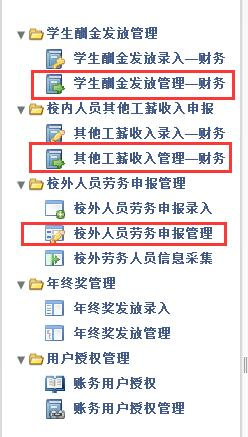 学生酬金发放管理
学生酬金发放录入—财务
学生酬金发放管理—财务
校内人员其他工薪收入申报
其他工薪收入录入—财务
其他工薪收入管理—财务
校外人员劳务申报管理
校外人员劳务申报录入
校外人员劳务申报管理
校外劳务人员信息采集
年终奖管理
年终奖发放录入
年终奖发放管理
用户授权管理
账务用户授权
账务用户授权管理